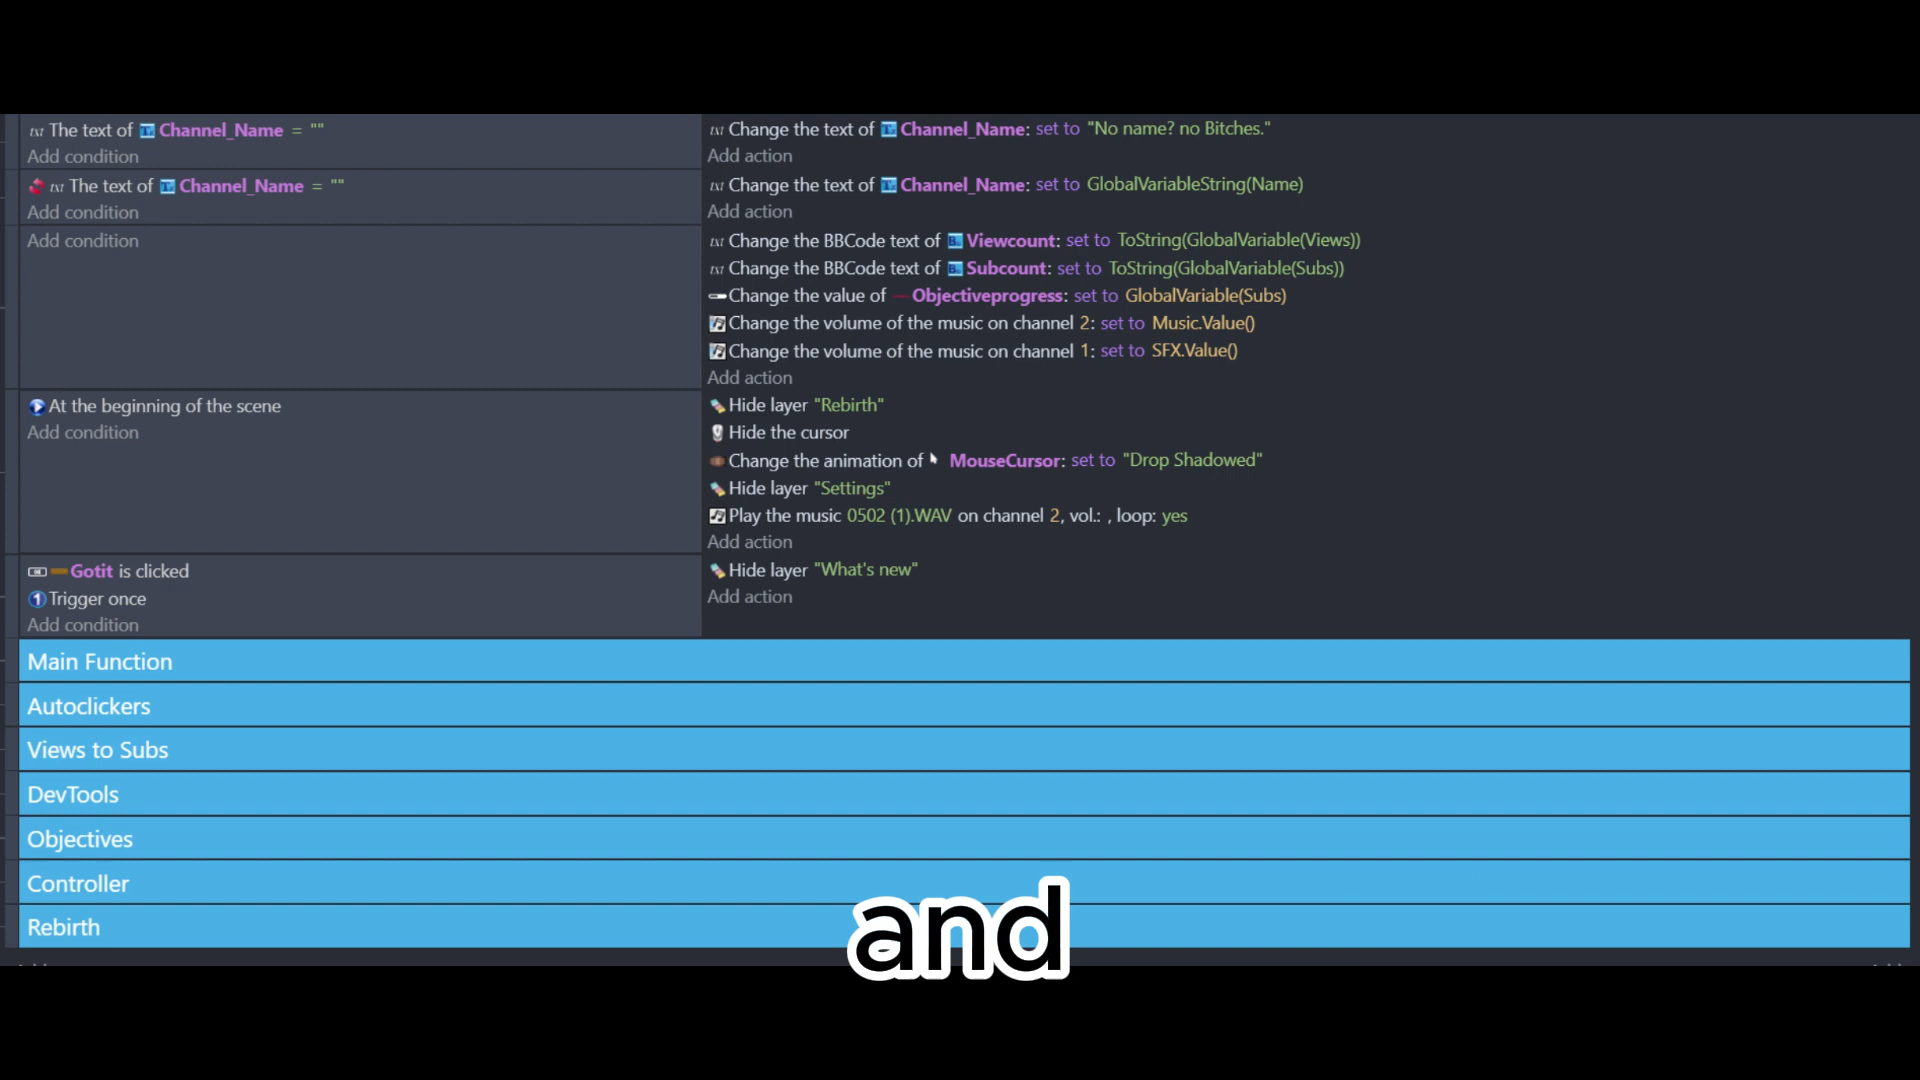 The text of Channel_Name = ""
Add condition
Change the text of Channel_Name: set to "No name? no Bitches."
Add action
The text of Channel_Name = ""
Add condition
Change the text of Channel_Name: set to GlobalVariableString(Name)
Add action
Add condition
Change the BBCode text of Viewcount: set to ToString(GlobalVariable(Views))
Change the BBCode text of Subcount: set to ToString(GlobalVariable(Subs))
Change the value of Objectiveprogress: set to GlobalVariable(Subs)
Change the volume of the music on channel 2: set to Music.Value()
Change the volume of the music on channel 1: set to SFX.Value()
Add action
At the beginning of the scene
Add condition
Hide layer "Rebirth"
Hide the cursor
Change the animation of MouseCursor: set to "Drop Shadowed"
Hide layer "Settings"
Play the music 0502 (1).WAV on channel 2, vol.: , loop: yes
Add action
Gotit is clicked
Trigger once
Add condition
Hide layer "What's new"
Add action
Main Function
Autoclickers
Views to Subs
DevTools
Objectives
Controller
Rebirth
and